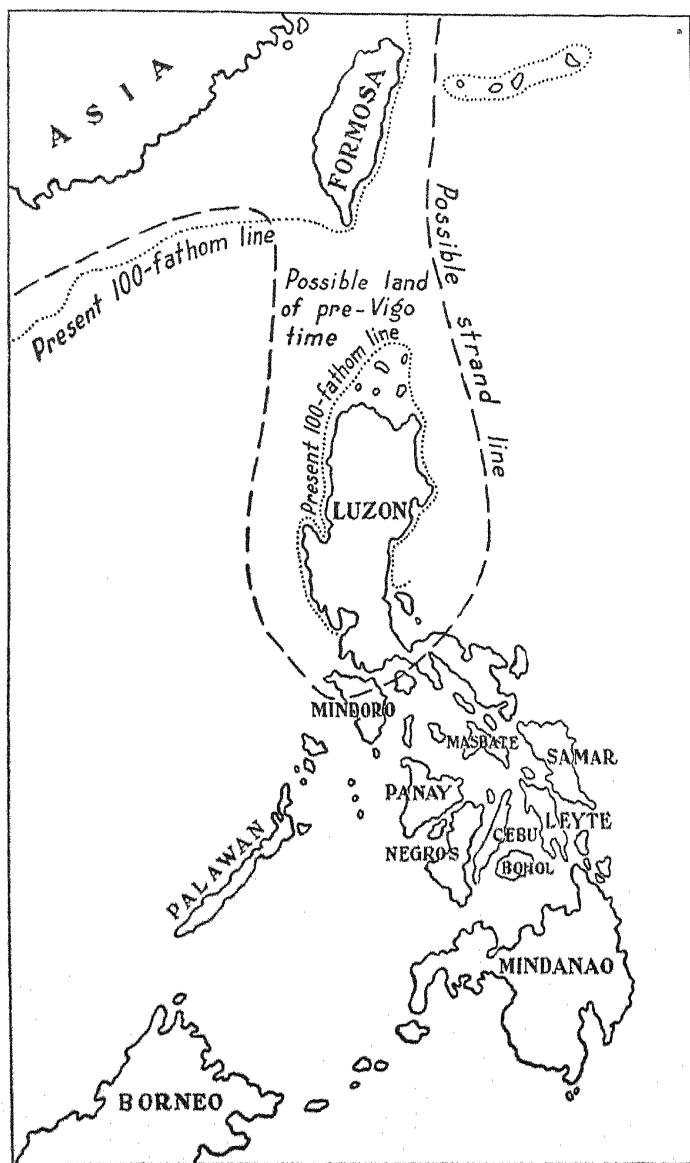 ASIA
FORMOSA
Present 100-fathom line
Possible strand line
Possible land
of pre-Vigo
time
Present 100-fathom line
LUZON
MINDORO
MASBATE
SAMAR
PANAY
PALAWAN
CEBU
LEYTE
NEGROS
BOHOL
MINDANAO
BORNEO